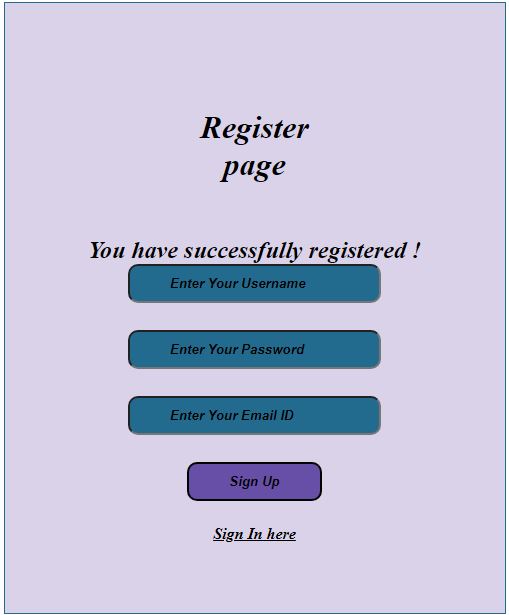 Register
page
You have successfully registered !
Enter Your Username
Enter Your Password
Enter Your Email ID
Sign Up
Sign In here